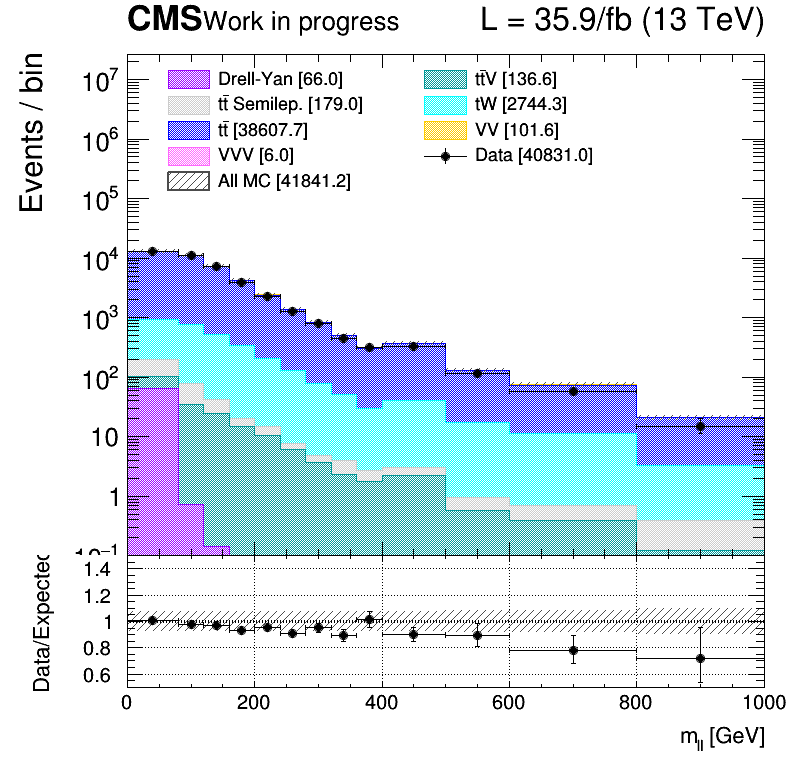 CMS Work in progress L = 35.9/fb (13 TeV)
Events / bin
Drell-Yan [66.0] tt̄V [136.6]
tt̄ Semilep. [179.0] tW [2744.3]
tt̄ [38607.7] VV [101.6]
VVV [6.0] Data [40831.0]
All MC [41841.2]
10⁷
10⁶
10⁵
10⁴
10³
10²
10
1
10⁻¹
Data/Expected
1.4
1.2
1
0.8
0.6
0 200 400 600 800 1000
m_ll [GeV]